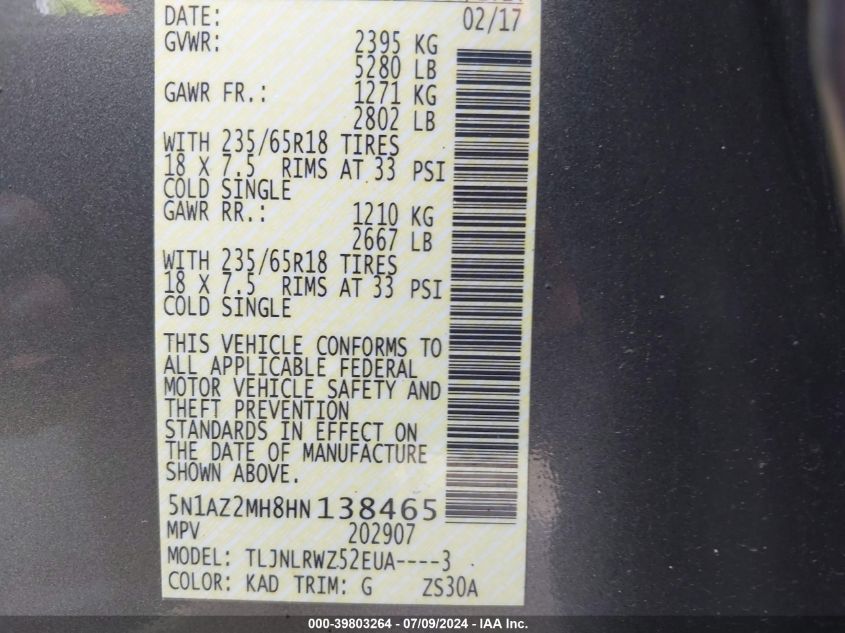 DATE: 02/17
GVWR: 2395 KG
5280 LB
GAWR FR.: 1271 KG
2802 LB
WITH 235/65R18 TIRES
18 X 7.5 RIMS AT 33 PSI
COLD SINGLE
GAWR RR.: 1210 KG
2667 LB
WITH 235/65R18 TIRES
18 X 7.5 RIMS AT 33 PSI
COLD SINGLE
THIS VEHICLE CONFORMS TO
ALL APPLICABLE FEDERAL
MOTOR VEHICLE SAFETY AND
THEFT PREVENTION
STANDARDS IN EFFECT ON
THE DATE OF MANUFACTURE
SHOWN ABOVE.
5N1AZ2MH8HN 138465
MPV 202907
MODEL: TLJNLRWZ52EUA----3
COLOR: KAD TRIM: G ZS30A
000-39803264 - 07/09/2024 - IAA Inc.